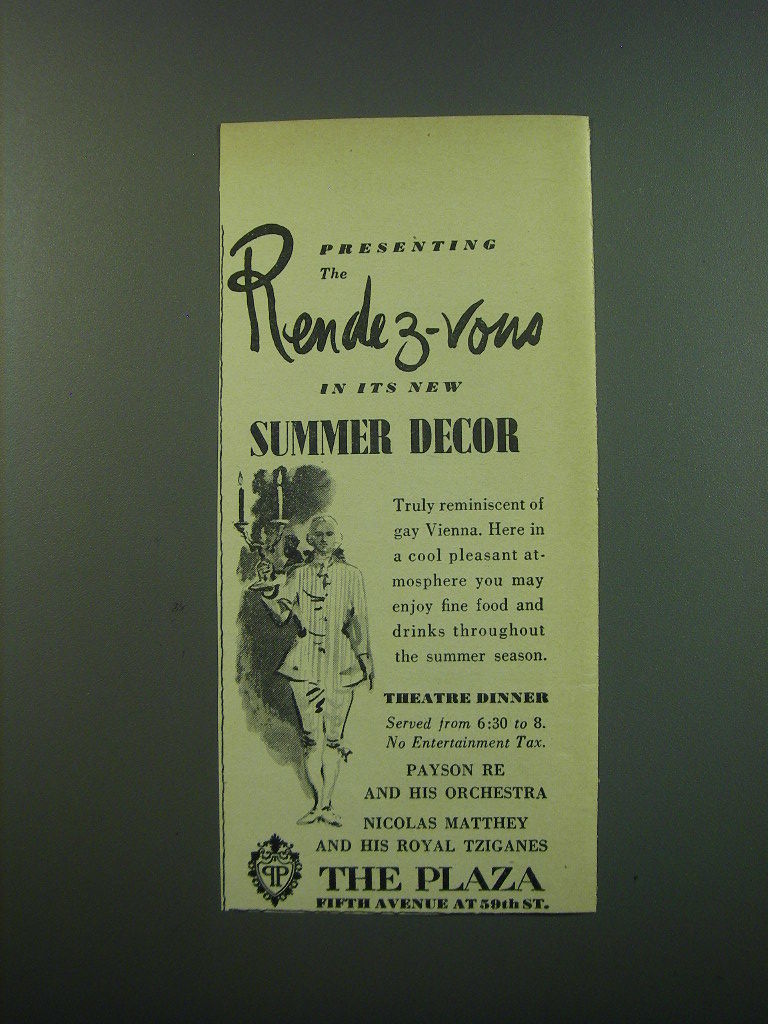 PRESENTING
The
Rendez-vous
IN ITS NEW
SUMMER DECOR
Truly reminiscent of
gay Vienna. Here in
a cool pleasant at-
mosphere you may
enjoy fine food and
drinks throughout
the summer season.
THEATRE DINNER
Served from 6:30 to 8.
No Entertainment Tax.
PAYSON RE
AND HIS ORCHESTRA
NICOLAS MATTHEY
AND HIS ROYAL TZIGANES
PP
THE PLAZA
FIFTH AVENUE AT 59th ST.